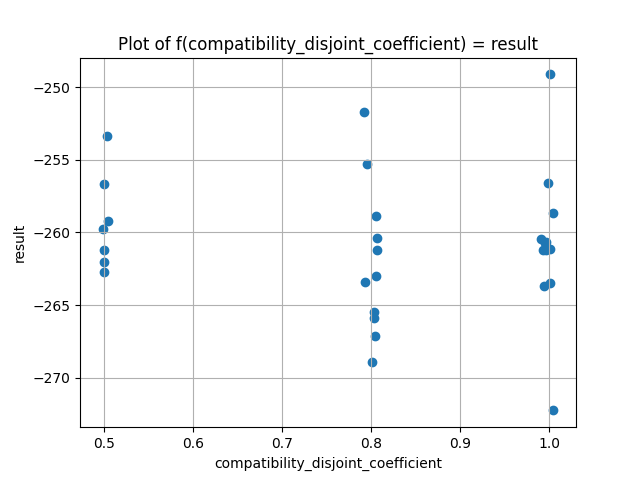 Plot of f(compatibility_disjoint_coefficient) = result
−250
−255
−260
−265
−270
result
0.5 0.6 0.7 0.8 0.9 1.0
compatibility_disjoint_coefficient